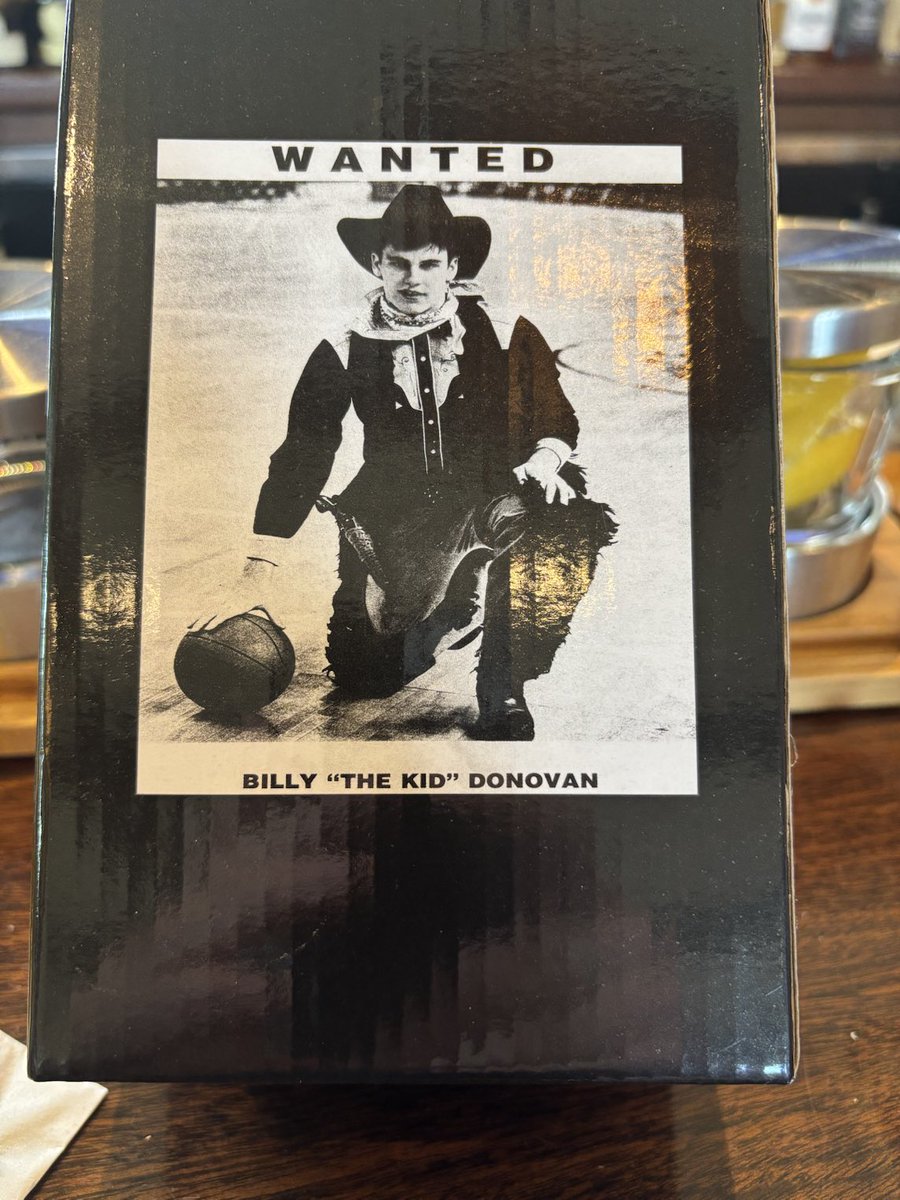 WANTED
BILLY “THE KID” DONOVAN